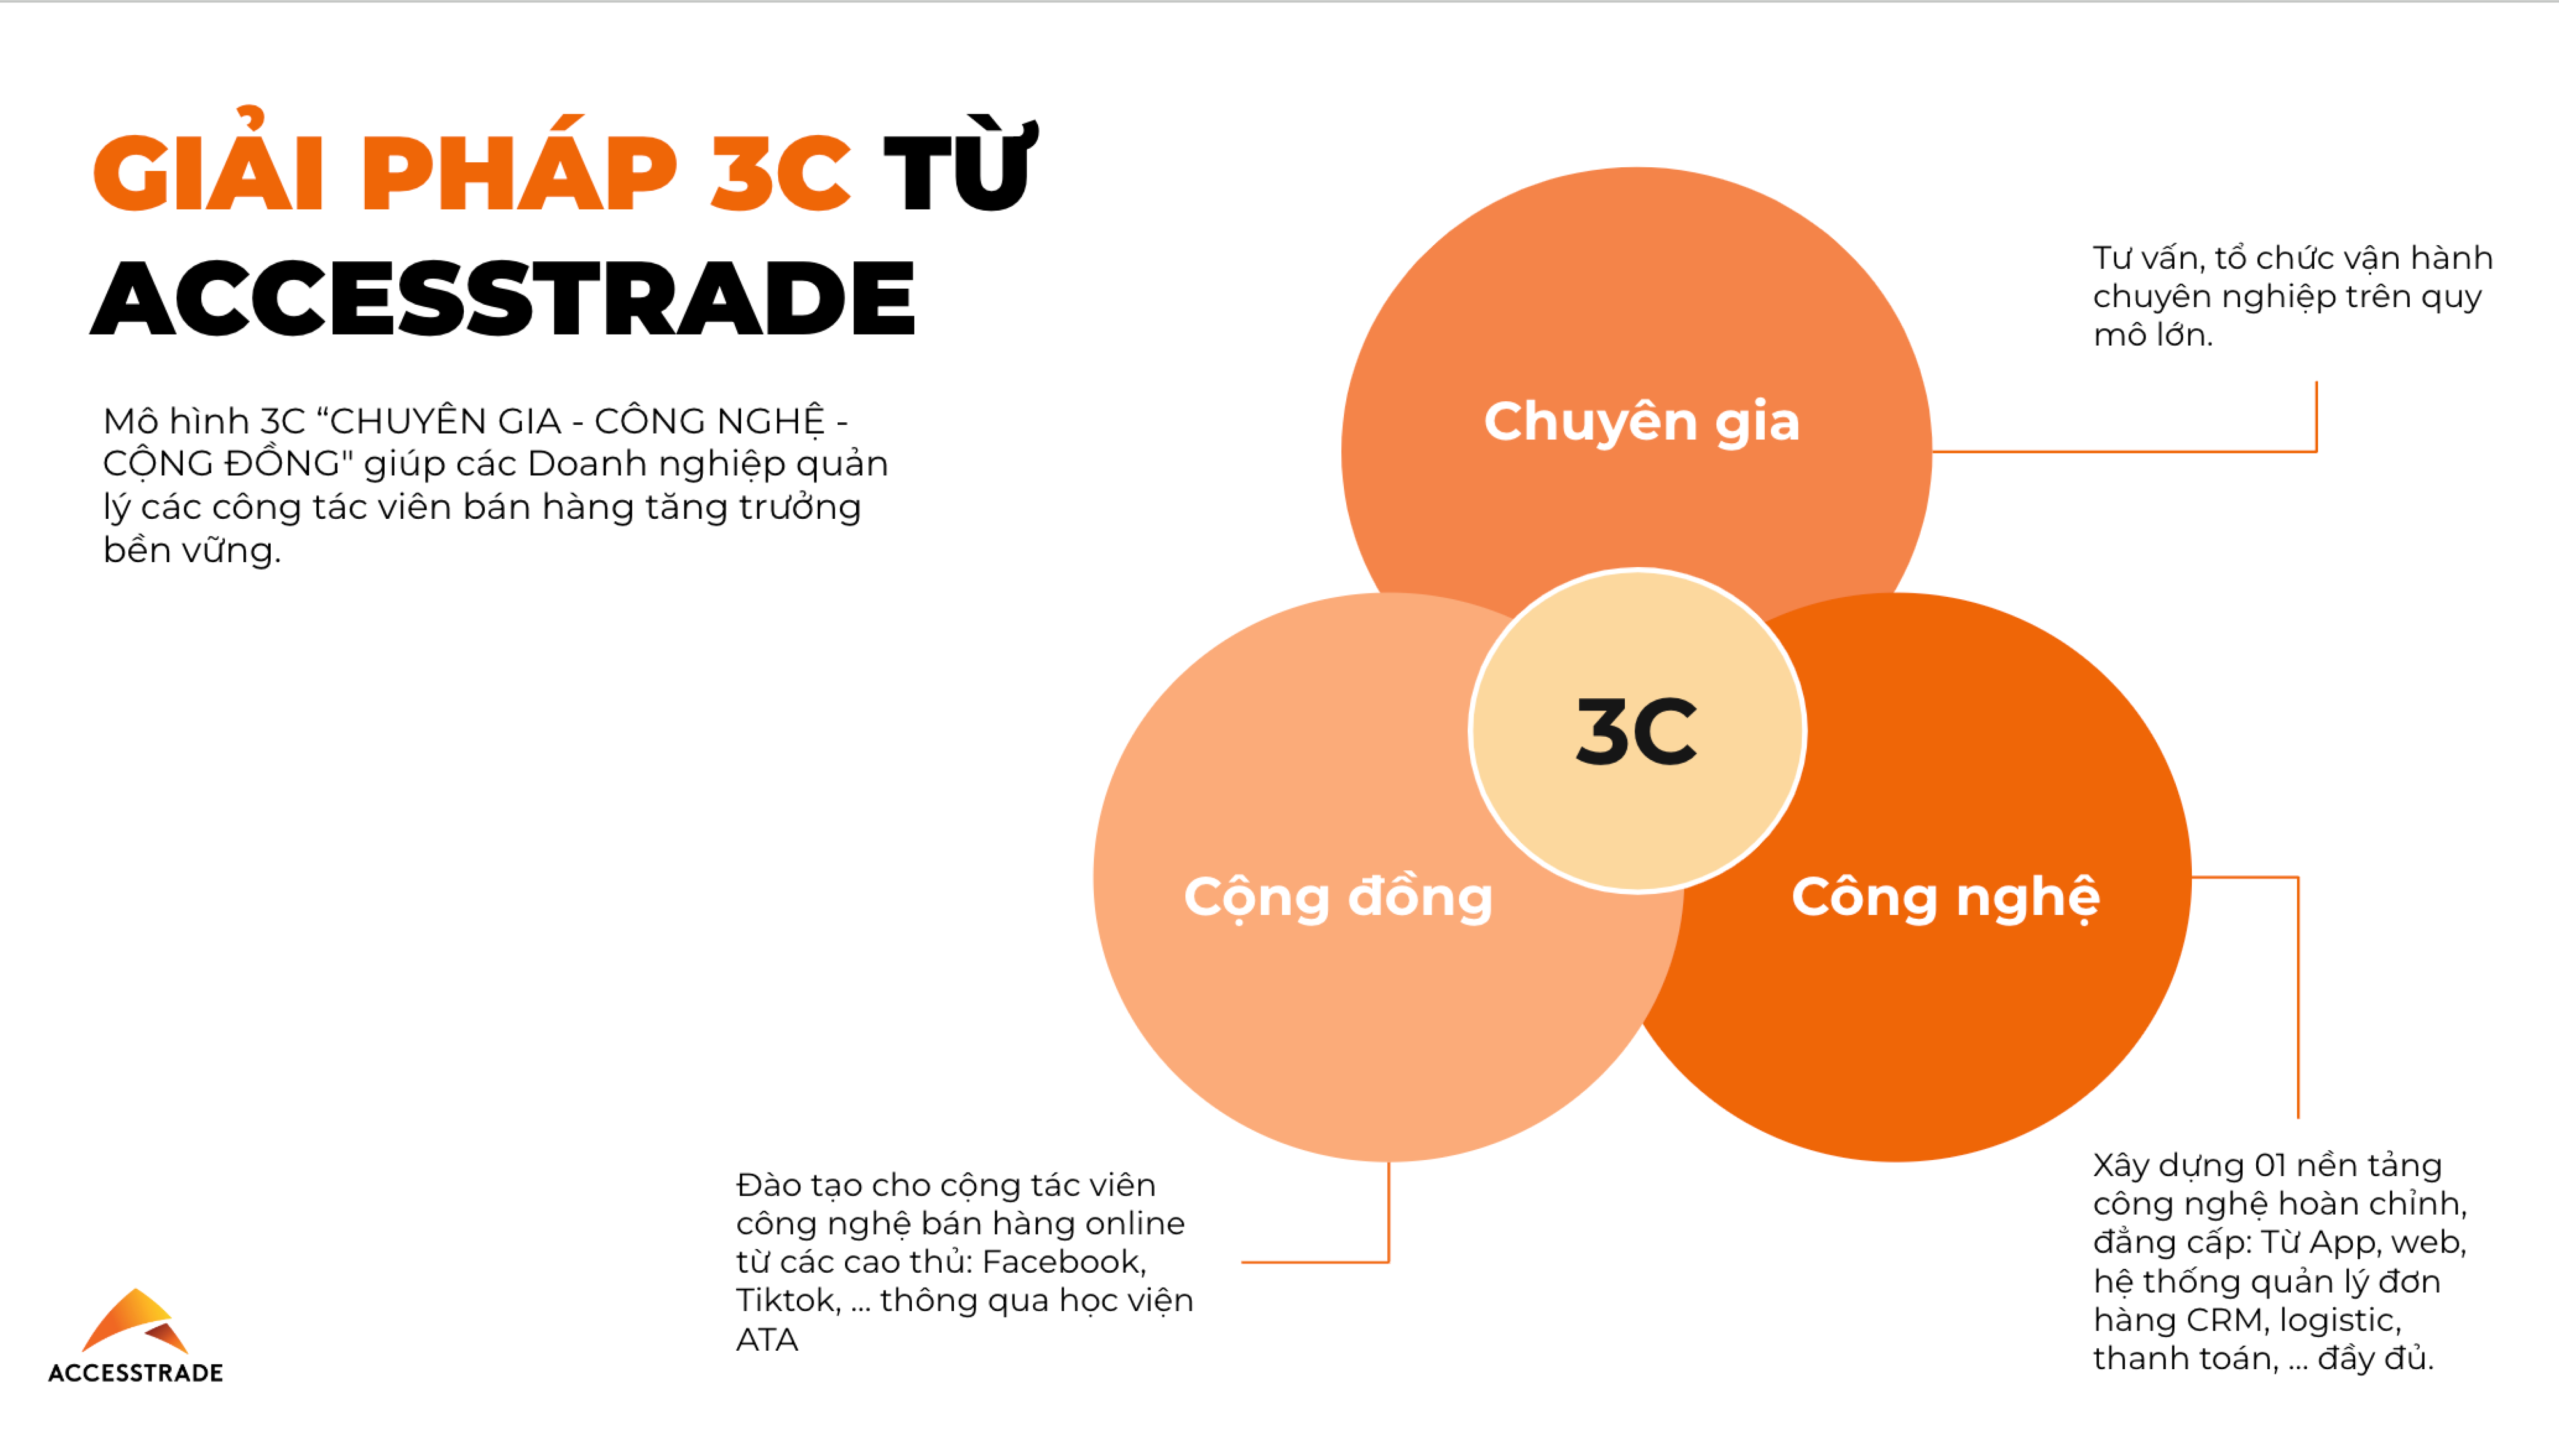 GIẢI PHÁP 3C TỪ
ACCESSTRADE
Mô hình 3C “CHUYÊN GIA - CÔNG NGHỆ -
CỘNG ĐỒNG" giúp các Doanh nghiệp quản
lý các công tác viên bán hàng tăng trưởng
bền vững.
Tư vấn, tổ chức vận hành
chuyên nghiệp trên quy
mô lớn.
Chuyên gia
3C
Cộng đồng
Công nghệ
Đào tạo cho cộng tác viên
công nghệ bán hàng online
từ các cao thủ: Facebook,
Tiktok, ... thông qua học viện
ATA
Xây dựng 01 nền tảng
công nghệ hoàn chỉnh,
đẳng cấp: Từ App, web,
hệ thống quản lý đơn
hàng CRM, logistic,
thanh toán, ... đầy đủ.
ACCESSTRADE